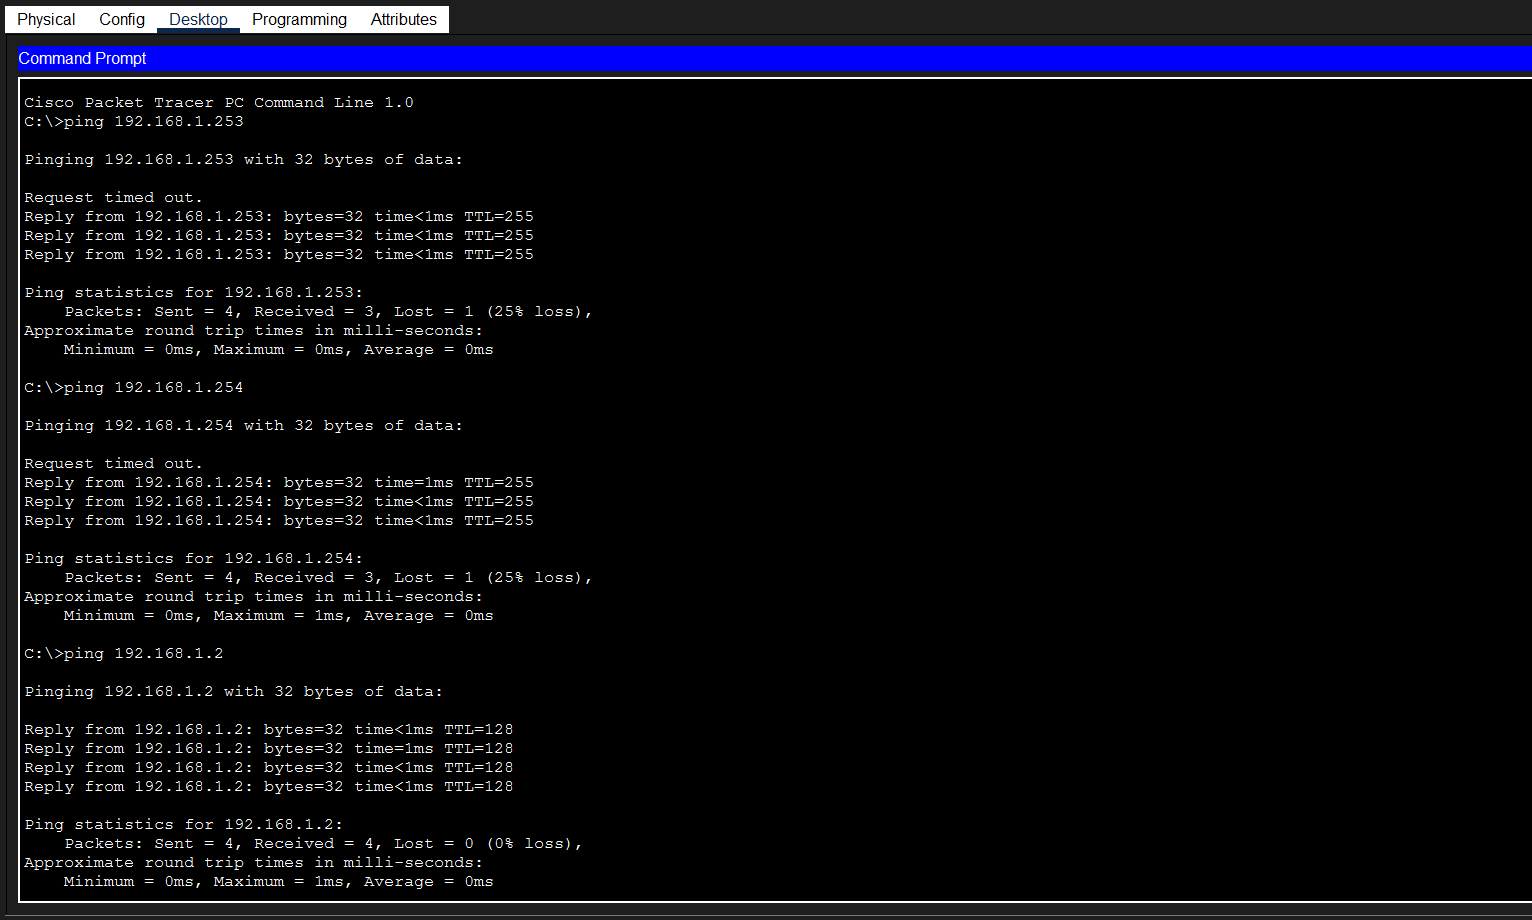 Physical Config Desktop Programming Attributes
Command Prompt
Cisco Packet Tracer PC Command Line 1.0
C:\>ping 192.168.1.253
Pinging 192.168.1.253 with 32 bytes of data:
Request timed out.
Reply from 192.168.1.253: bytes=32 time<1ms TTL=255
Reply from 192.168.1.253: bytes=32 time<1ms TTL=255
Reply from 192.168.1.253: bytes=32 time<1ms TTL=255
Ping statistics for 192.168.1.253:
Packets: Sent = 4, Received = 3, Lost = 1 (25% loss),
Approximate round trip times in milli-seconds:
Minimum = 0ms, Maximum = 0ms, Average = 0ms
C:\>ping 192.168.1.254
Pinging 192.168.1.254 with 32 bytes of data:
Request timed out.
Reply from 192.168.1.254: bytes=32 time=1ms TTL=255
Reply from 192.168.1.254: bytes=32 time<1ms TTL=255
Reply from 192.168.1.254: bytes=32 time<1ms TTL=255
Ping statistics for 192.168.1.254:
Packets: Sent = 4, Received = 3, Lost = 1 (25% loss),
Approximate round trip times in milli-seconds:
Minimum = 0ms, Maximum = 1ms, Average = 0ms
C:\>ping 192.168.1.2
Pinging 192.168.1.2 with 32 bytes of data:
Reply from 192.168.1.2: bytes=32 time<1ms TTL=128
Reply from 192.168.1.2: bytes=32 time=1ms TTL=128
Reply from 192.168.1.2: bytes=32 time<1ms TTL=128
Reply from 192.168.1.2: bytes=32 time<1ms TTL=128
Ping statistics for 192.168.1.2:
Packets: Sent = 4, Received = 4, Lost = 0 (0% loss),
Approximate round trip times in milli-seconds:
Minimum = 0ms, Maximum = 1ms, Average = 0ms